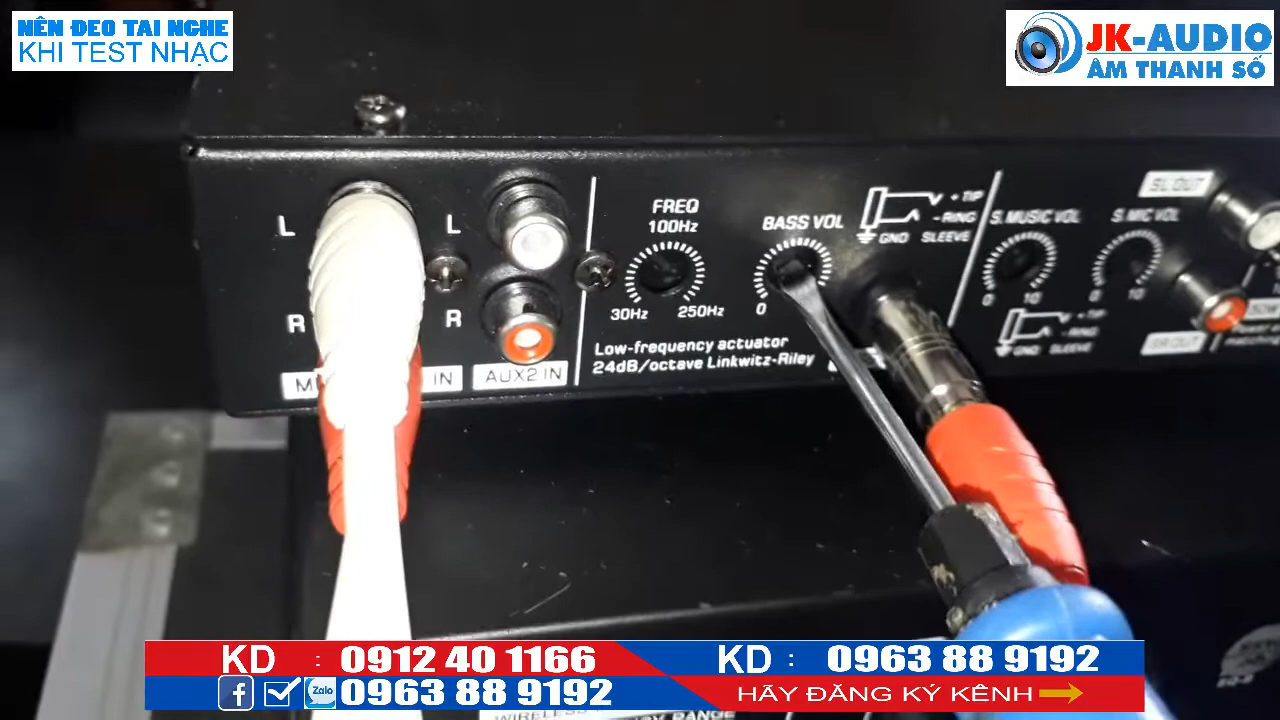 NÊN ĐEO TAI NGHE
KHI TEST NHẠC
JK-AUDIO
ÂM THANH SỐ
L
R
IN
L
R
AUX2 IN
FREQ
100Hz
30Hz 250Hz
BASS VOL
0
Low-frequency actuator
24dB/octave Linkwitz-Riley
+ TIP
- RING
GND SLEEVE
S. MUSIC VOL
0 10
S. MIC VOL
0 10
SL OUT
+ TIP
- RING
GND SLEEVE
SR OUT
KD : 0912 40 1166
0963 88 9192
KD : 0963 88 9192
HÃY ĐĂNG KÝ KÊNH
f
Zalo